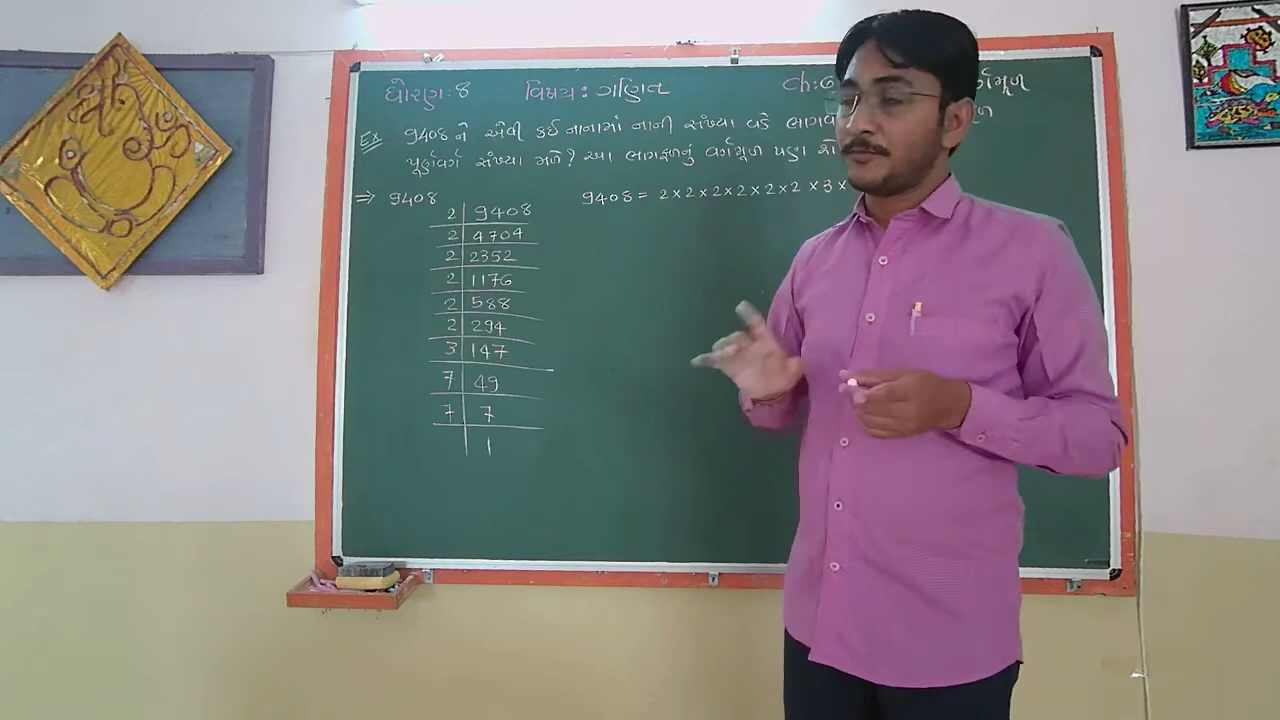 ધોરણ: 8 વિષય: ગણિત Ch:6
Ex 9408 ને એવી કઈ નાનામાં નાની સંખ્યા વડે
પૂર્ણવર્ગ સંખ્યા મળે? આ ભાગફળનું વર્ગમૂળ પણ
⇒ 9408
2 9408
2 4704
2 2352
2 1176
2 588
2 294
3 147
7 49
7 7
1
9408 = 2×2×2×2×2×2 ×3×